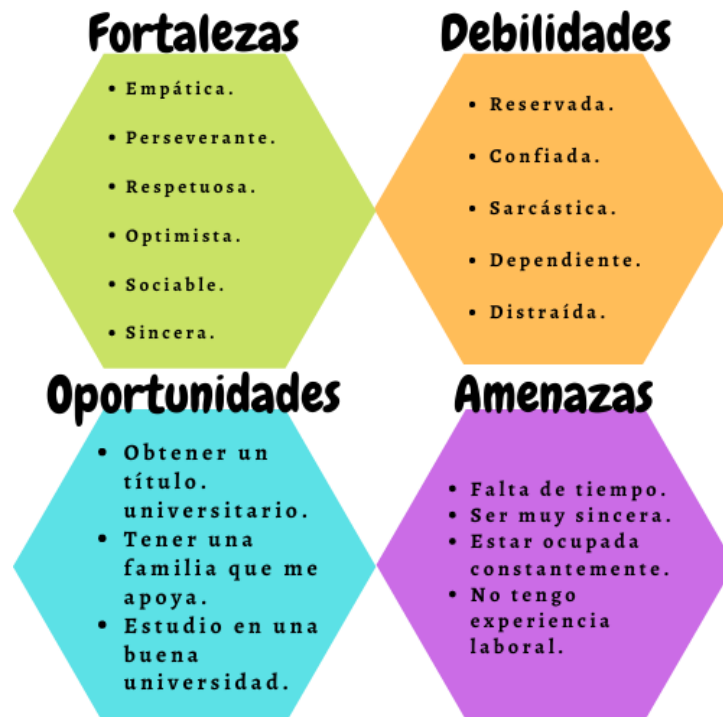 Fortalezas
• Empática.
• Perseverante.
• Respetuosa.
• Optimista.
• Sociable.
• Sincera.
Debilidades
• Reservada.
• Confiada.
• Sarcástica.
• Dependiente.
• Distraída.
Oportunidades
• Obtener un
título.
universitario.
• Tener una
familia que me
apoya.
• Estudio en una
buena
universidad.
Amenazas
• Falta de tiempo.
• Ser muy sincera.
• Estar ocupada
constantemente.
• No tengo
experiencia
laboral.